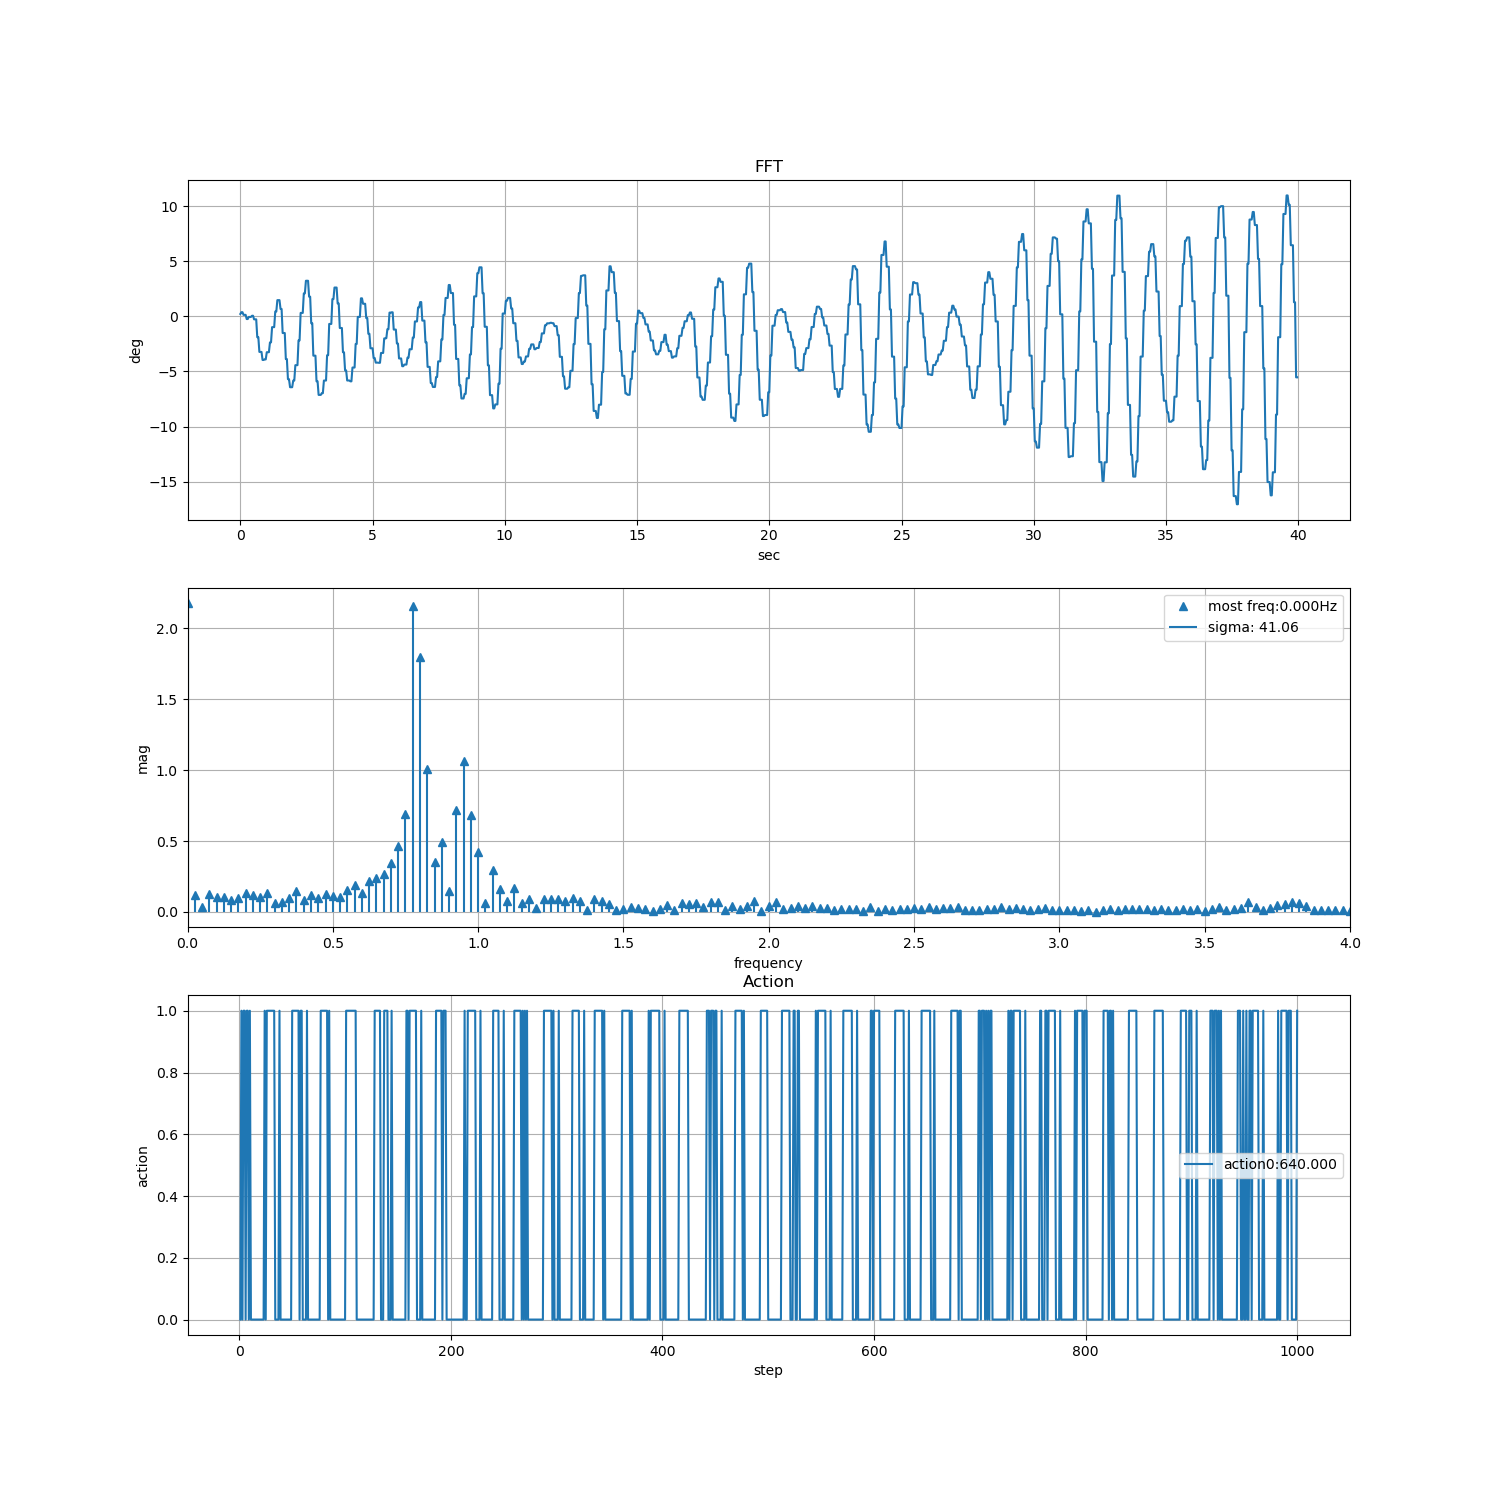 FFT
10
5
0
−5
−10
−15
deg
0 5 10 15 20 25 30 35 40
sec
most freq:0.000Hz
sigma: 41.06
2.0
1.5
1.0
0.5
0.0
mag
0.0 0.5 1.0 1.5 2.0 2.5 3.0 3.5 4.0
frequency
Action
1.0
0.8
0.6
0.4
0.2
0.0
action
action0:640.000
0 200 400 600 800 1000
step